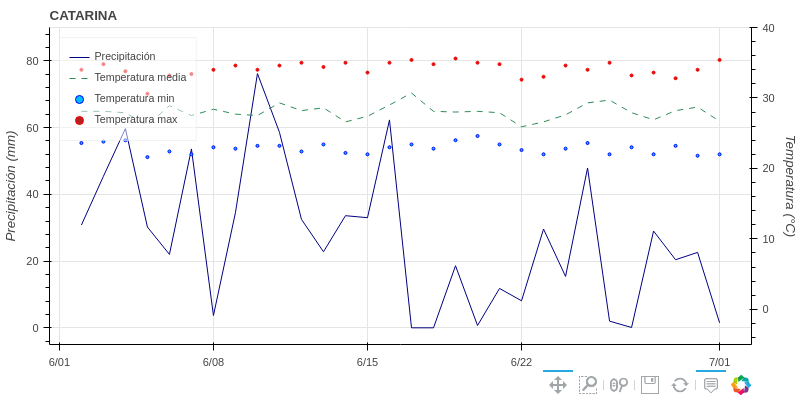 CATARINA
Precipitación
Temperatura média
Temperatura min
Temperatura max
Precipitación (mm)
80
60
40
20
0
Temperatura (°C)
40
30
20
10
0
6/01
6/08
6/15
6/22
7/01